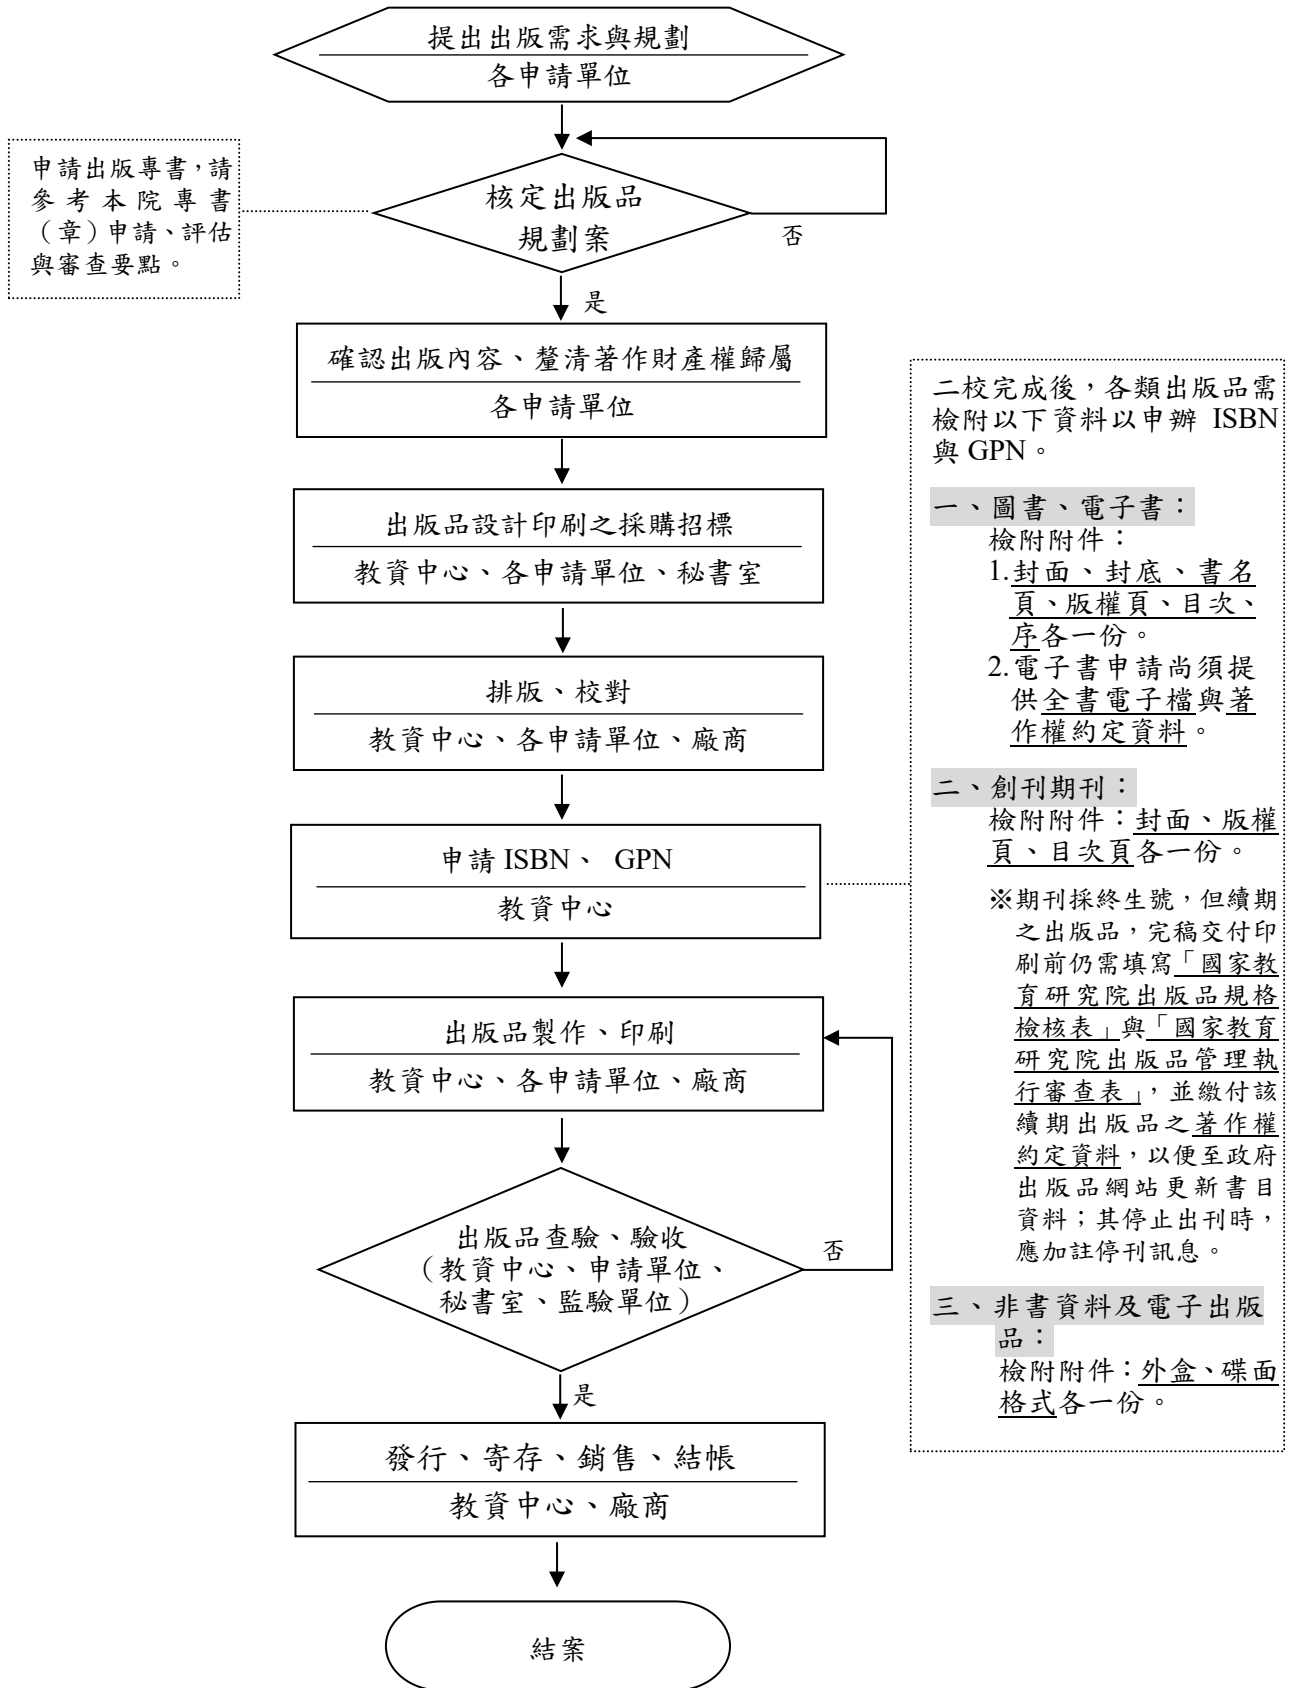 提出出版需求與規劃
各申請單位
申請出版專書，請
參考本院專書
（章）申請、評估
與審查要點。
核定出版品
規劃案
否
是
確認出版內容、釐清著作財產權歸屬
各申請單位
出版品設計印刷之採購招標
教資中心、各申請單位、秘書室
排版、校對
教資中心、各申請單位、廠商
申請 ISBN、 GPN
教資中心
出版品製作、印刷
教資中心、各申請單位、廠商
出版品查驗、驗收
（教資中心、申請單位、
秘書室、監驗單位）
否
是
發行、寄存、銷售、結帳
教資中心、廠商
結案
二校完成後，各類出版品需
檢附以下資料以申辦 ISBN
與 GPN。
一、圖書、電子書：
檢附附件：
1.封面、封底、書名
頁、版權頁、目次、
序各一份。
2.電子書申請尚須提
供全書電子檔與著
作權約定資料。
二、創刊期刊：
檢附附件：封面、版權
頁、目次頁各一份。
※期刊採終生號，但續期
之出版品，完稿交付印
刷前仍需填寫「國家教
育研究院出版品規格
檢核表」與「國家教育
研究院出版品管理執
行審查表」，並繳付該
續期出版品之著作權
約定資料，以便至政府
出版品網站更新書目
資料；其停止出刊時，
應加註停刊訊息。
三、非書資料及電子出版
品：
檢附附件：外盒、碟面
格式各一份。